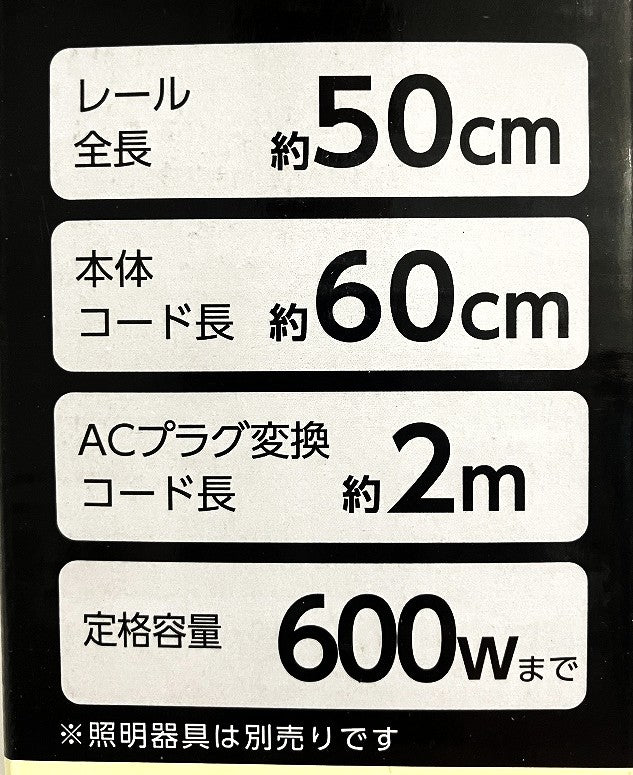 レール
全長 約50cm
本体
コード長 約60cm
ACプラグ変換
コード長 約2m
定格容量 600wまで
※照明器具は別売りです